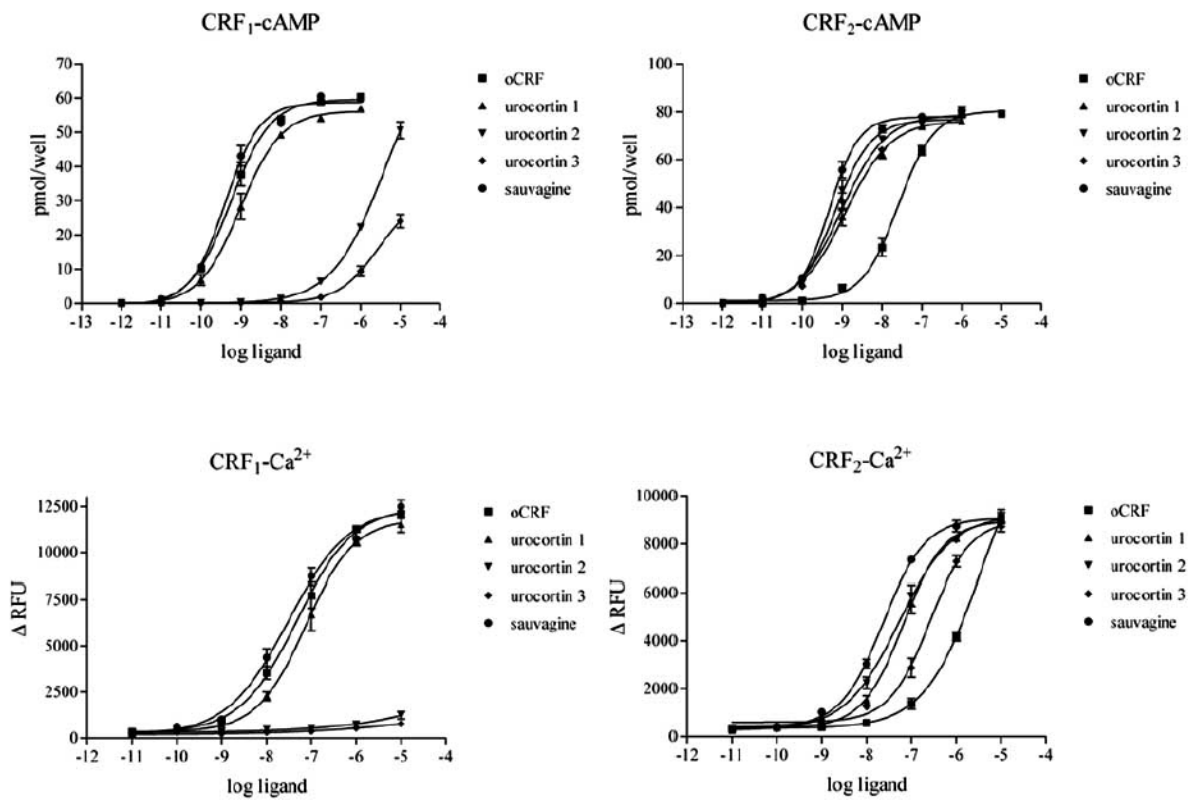 CRF₁-cAMP
70
60
50
40
30
20
10
0
pmol/well
-13 -12 -11 -10 -9 -8 -7 -6 -5 -4
log ligand
oCRF
urocortin 1
urocortin 2
urocortin 3
sauvagine
CRF₂-cAMP
100
80
60
40
20
0
pmol/well
-13 -12 -11 -10 -9 -8 -7 -6 -5 -4
log ligand
oCRF
urocortin 1
urocortin 2
urocortin 3
sauvagine
CRF₁-Ca²⁺
12500
10000
7500
5000
2500
0
Δ RFU
-12 -11 -10 -9 -8 -7 -6 -5 -4
log ligand
oCRF
urocortin 1
urocortin 2
urocortin 3
sauvagine
CRF₂-Ca²⁺
10000
8000
6000
4000
2000
0
Δ RFU
-12 -11 -10 -9 -8 -7 -6 -5 -4
log ligand
oCRF
urocortin 1
urocortin 2
urocortin 3
sauvagine